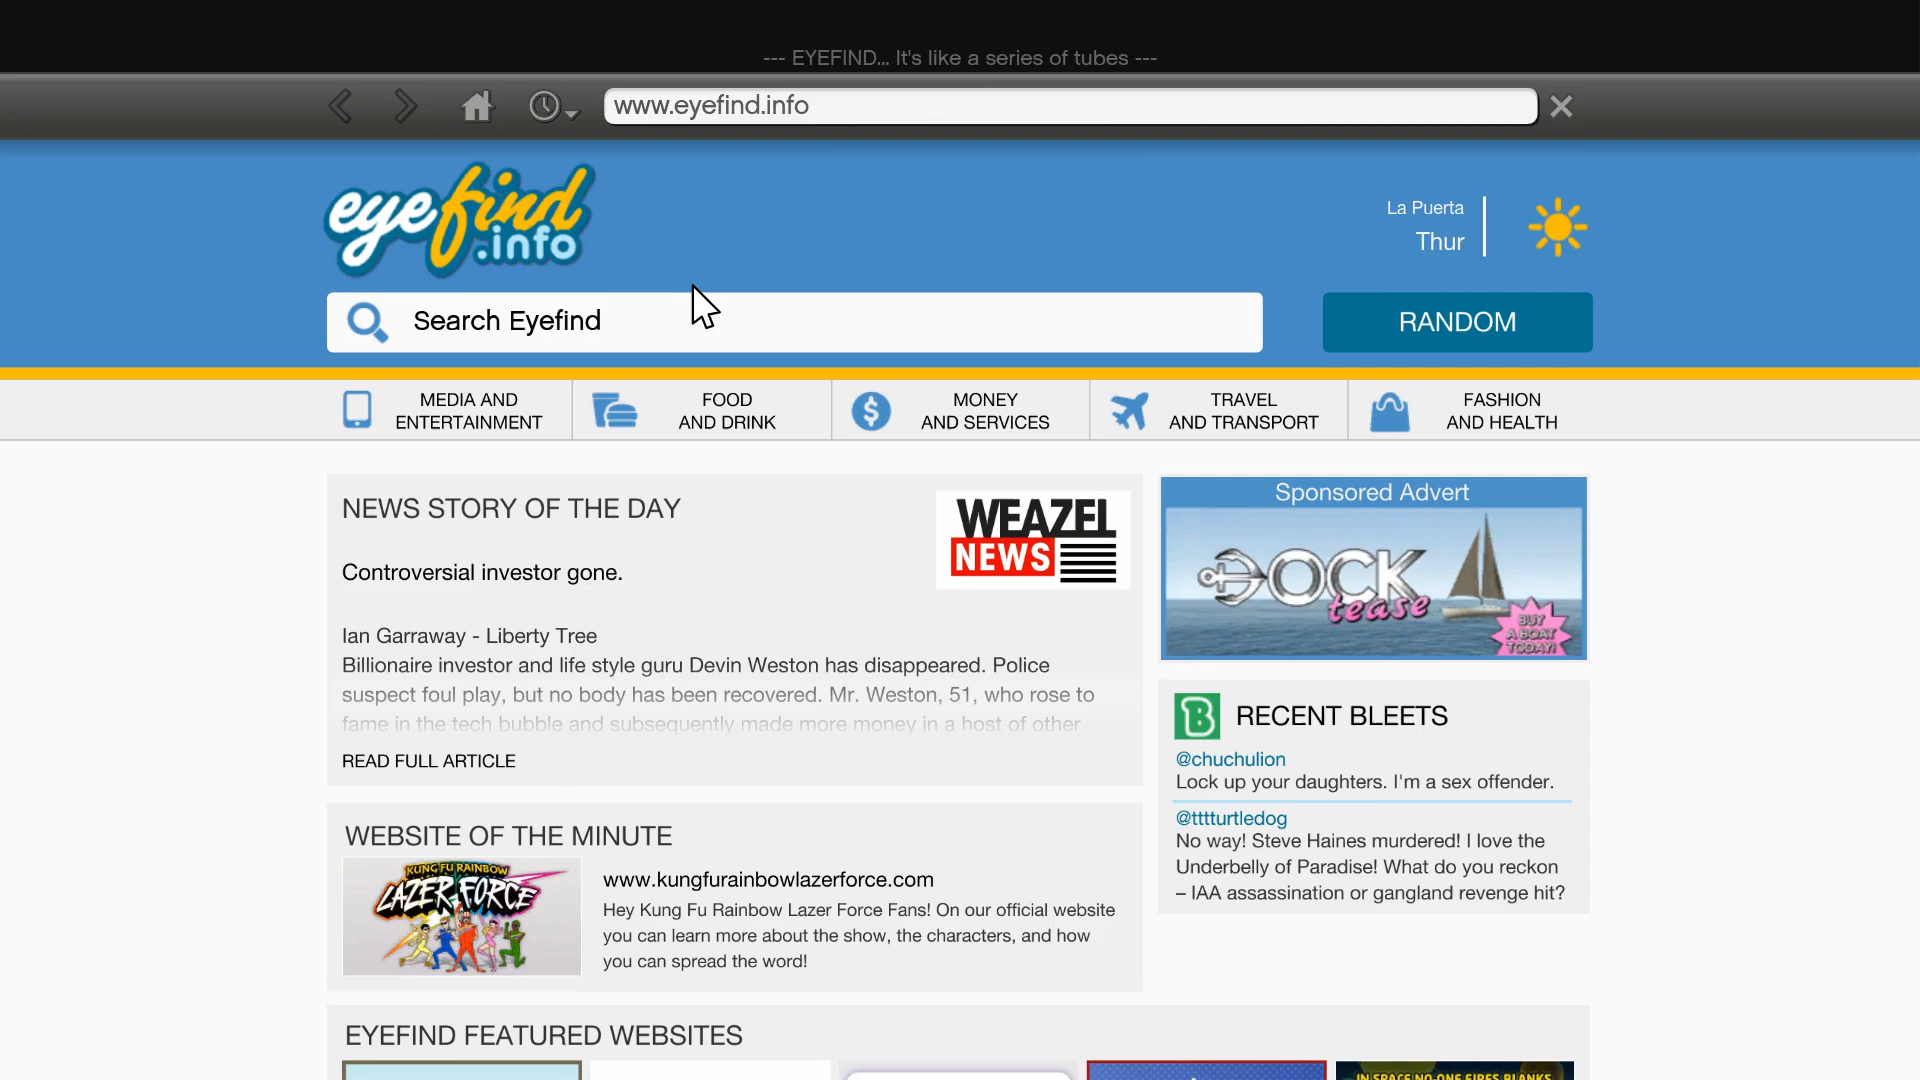 --- EYEFIND... It's like a series of tubes ---
www.eyefind.info
eyefind
.info
La Puerta
Thur
Search Eyefind
RANDOM
MEDIA AND
ENTERTAINMENT
FOOD
AND DRINK
MONEY
AND SERVICES
TRAVEL
AND TRANSPORT
FASHION
AND HEALTH
NEWS STORY OF THE DAY
WEAZEL
NEWS
Controversial investor gone.
Ian Garraway - Liberty Tree
Billionaire investor and life style guru Devin Weston has disappeared. Police
suspect foul play, but no body has been recovered. Mr. Weston, 51, who rose to
fame in the tech bubble and subsequently made more money in a host of other
READ FULL ARTICLE
Sponsored Advert
DOCK
tease
BUY
A BOAT
TODAY!
RECENT BLEETS
@chuchulion
Lock up your daughters. I'm a sex offender.
@tttturtledog
No way! Steve Haines murdered! I love the
Underbelly of Paradise! What do you reckon
– IAA assassination or gangland revenge hit?
WEBSITE OF THE MINUTE
KUNG FU RAINBOW
LAZER FORCE
www.kungfurainbowlazerforce.com
Hey Kung Fu Rainbow Lazer Force Fans! On our official website
you can learn more about the show, the characters, and how
you can spread the word!
EYEFIND FEATURED WEBSITES
IN SPACE NO-ONE FIRES BLANKS